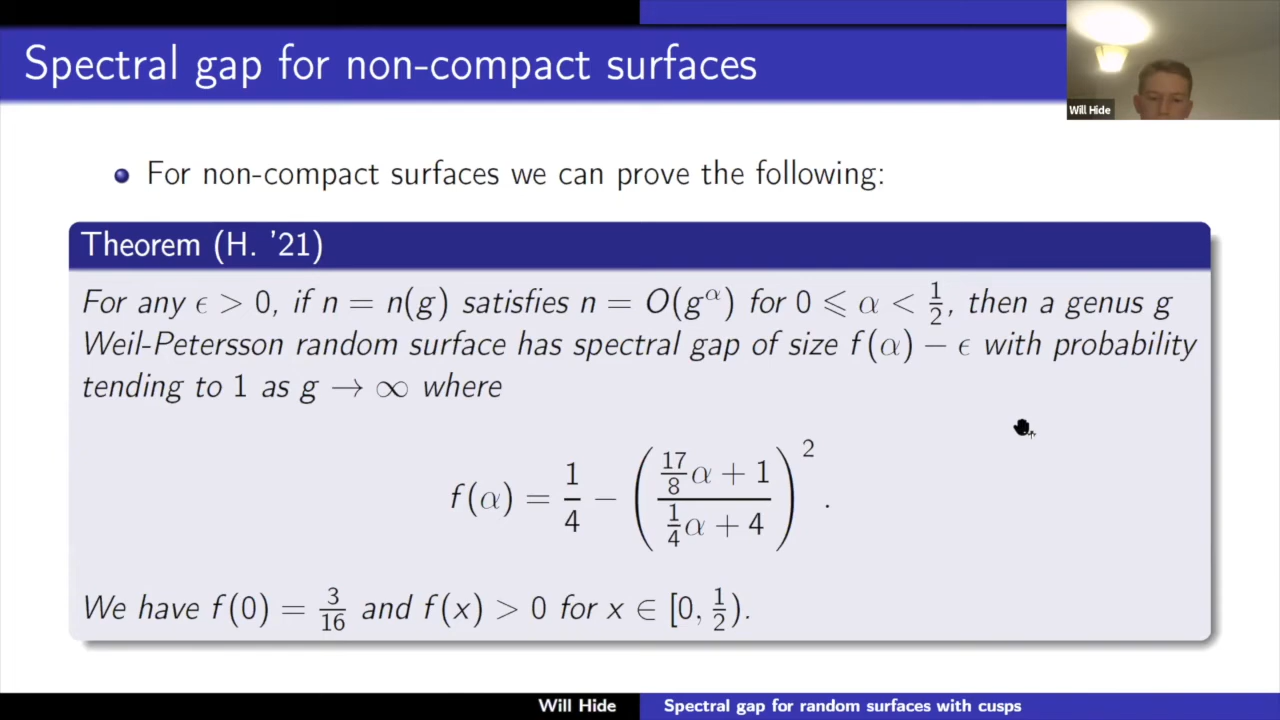 Spectral gap for non-compact surfaces
Will Hide
For non-compact surfaces we can prove the following:
Theorem (H. '21)
For any ϵ > 0, if n = n(g) satisfies n = O(g^α) for 0 ⩽ α < 1/2, then a genus g
Weil-Petersson random surface has spectral gap of size f(α) − ϵ with probability
tending to 1 as g → ∞ where
f(α) = 1/4 − ((17/8 α + 1)/(1/4 α + 4))^2.
We have f(0) = 3/16 and f(x) > 0 for x ∈ [0, 1/2).
Will Hide
Spectral gap for random surfaces with cusps